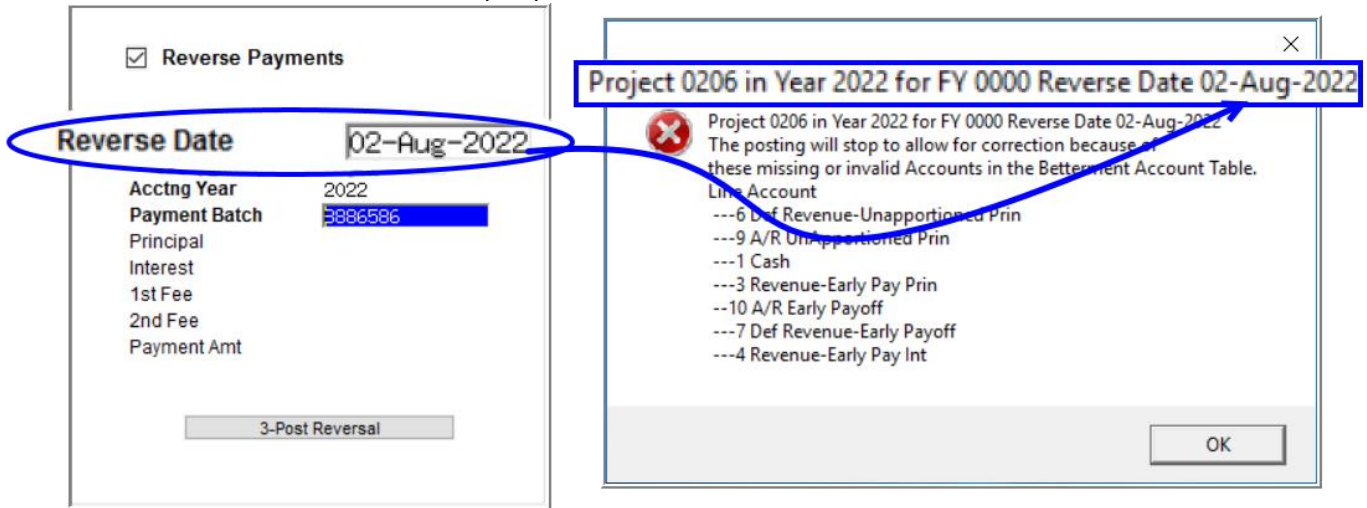 Reverse Payments
Reverse Date 02-Aug-2022
Acctng Year 2022
Payment Batch 3886586
Principal
Interest
1st Fee
2nd Fee
Payment Amt
3-Post Reversal
Project 0206 in Year 2022 for FY 0000 Reverse Date 02-Aug-2022
Project 0206 in Year 2022 for FY 0000 Reverse Date 02-Aug-2022
The posting will stop to allow for correction because of
these missing or invalid Accounts in the Betterment Account Table.
Line Account
---6 Def Revenue-Unapportioned Prin
---9 A/R UnApportioned Prin
---1 Cash
---3 Revenue-Early Pay Prin
--10 A/R Early Payoff
---7 Def Revenue-Early Payoff
---4 Revenue-Early Pay Int
OK